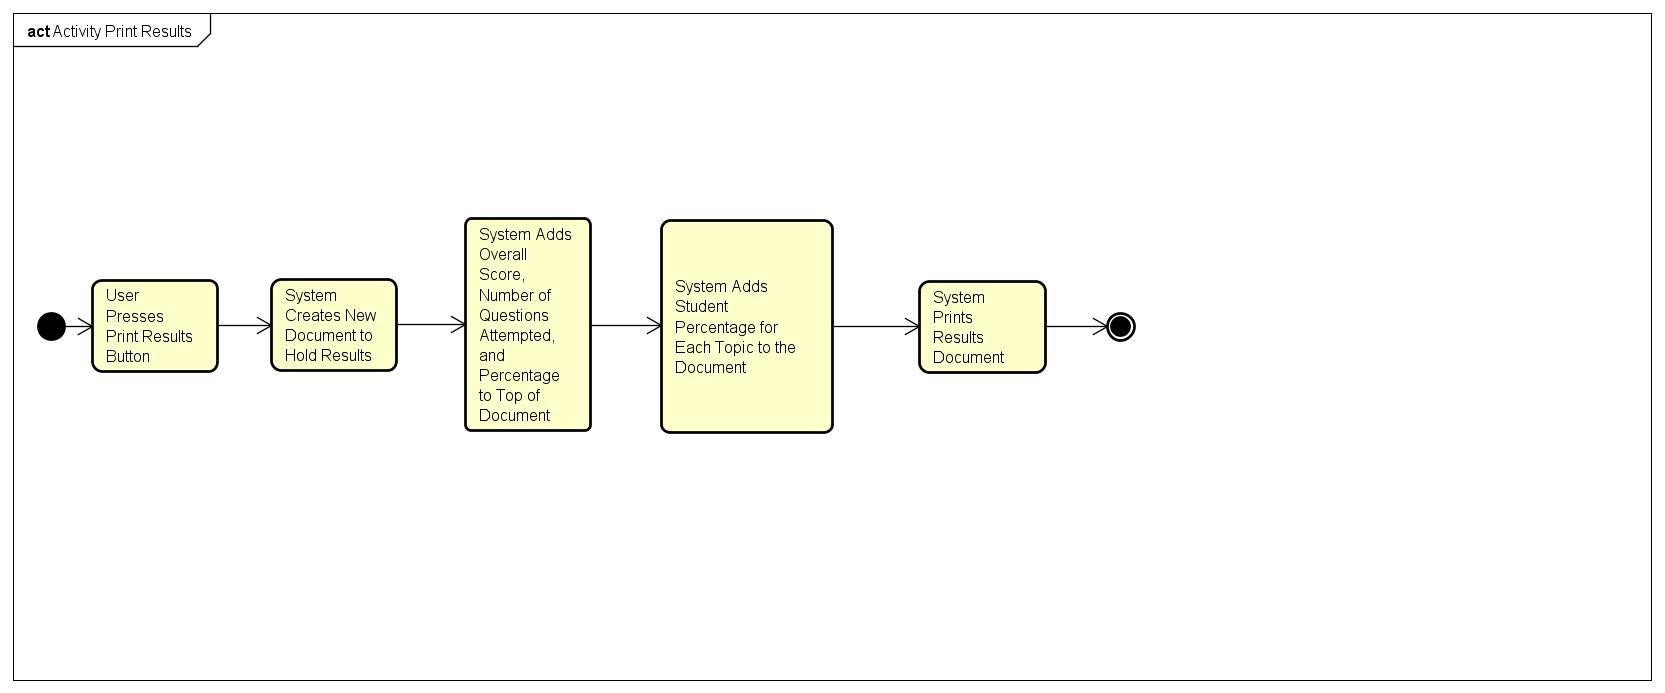 act Activity Print Results
User
Presses
Print Results
Button
System
Creates New
Document to
Hold Results
System Adds
Overall
Score,
Number of
Questions
Attempted,
and
Percentage
to Top of
Document
System Adds
Student
Percentage for
Each Topic to the
Document
System
Prints
Results
Document